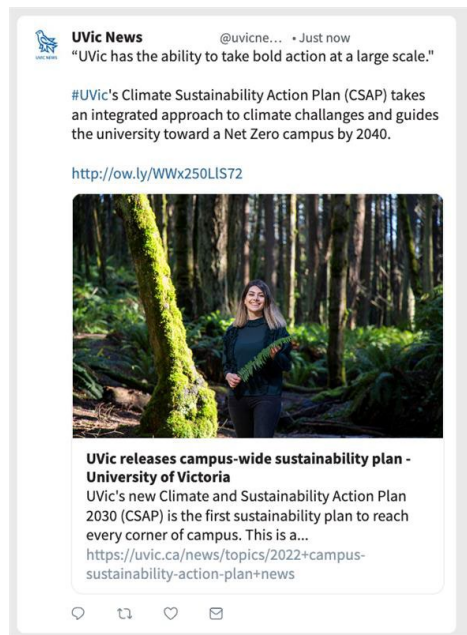 UVic News @uvicne... • Just now
“UVic has the ability to take bold action at a large scale."
#UVic's Climate Sustainability Action Plan (CSAP) takes
an integrated approach to climate challanges and guides
the university toward a Net Zero campus by 2040.
http://ow.ly/WWx250LlS72
UVic releases campus-wide sustainability plan -
University of Victoria
UVic's new Climate and Sustainability Action Plan
2030 (CSAP) is the first sustainability plan to reach
every corner of campus. This is a...
https://uvic.ca/news/topics/2022+campus-
sustainability-action-plan+news
UVIC NEWS